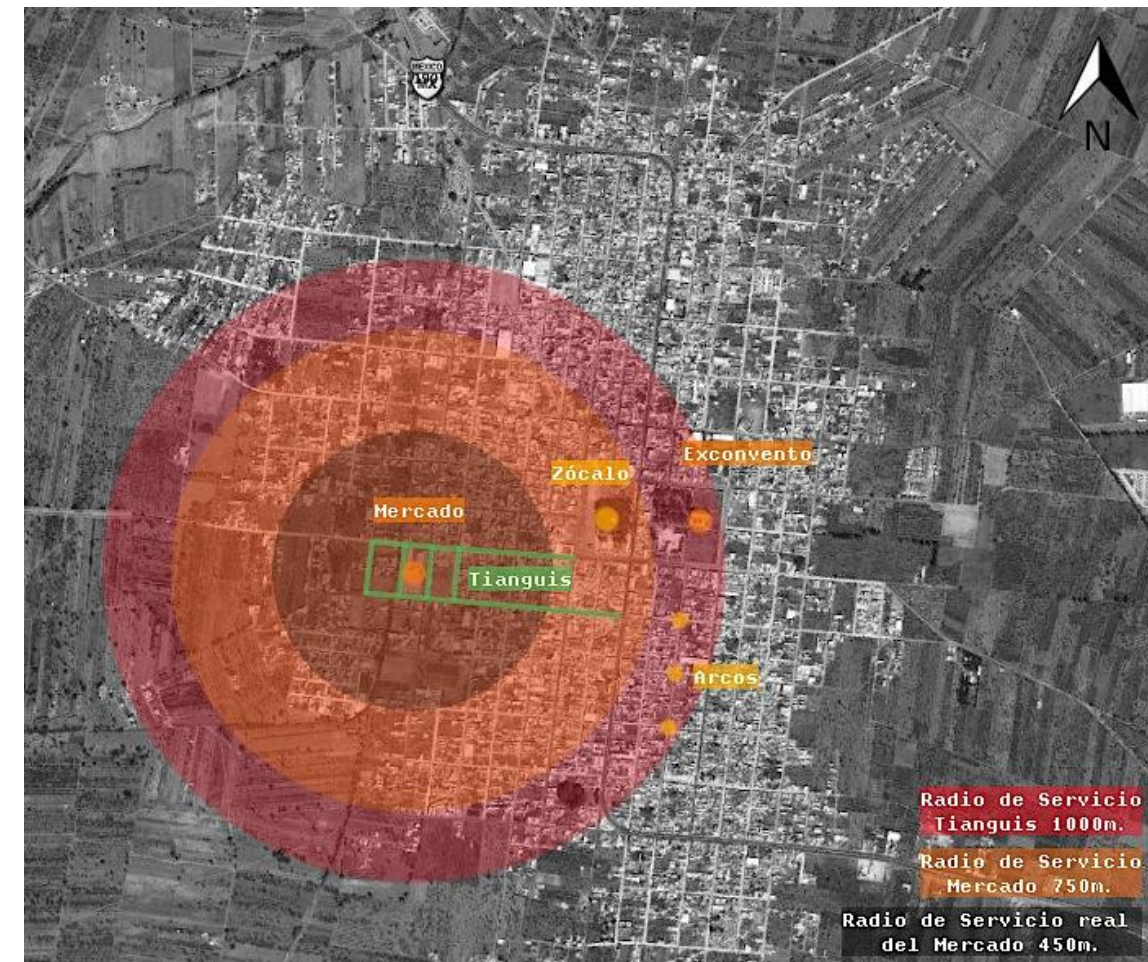 MEXICO
N
Exconvento
Zócalo
Mercado
Tianguis
Arcos
Radio de Servicio
Tianguis 1000m.
Radio de Servicio
Mercado 750m.
Radio de Servicio real
del Mercado 450m.